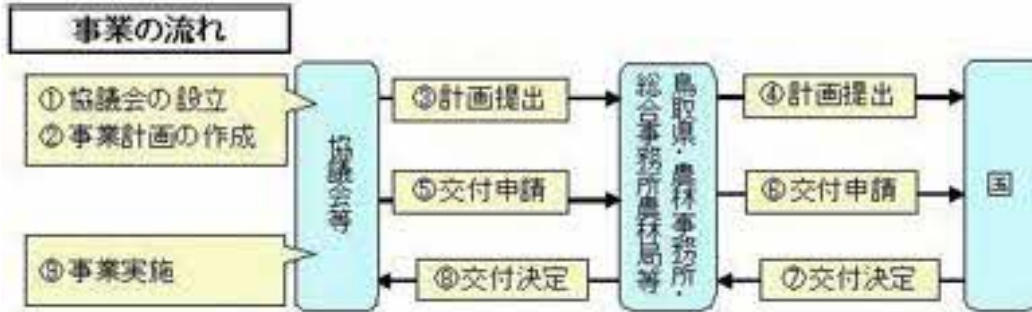 事業の流れ
①協議会の設立
②事業計画の作成
⑨事業実施
協議会等
③計画提出
⑤交付申請
⑧交付決定
鳥取県・農林事務所・
総合事務所農林局等
④計画提出
⑥交付申請
⑦交付決定
国